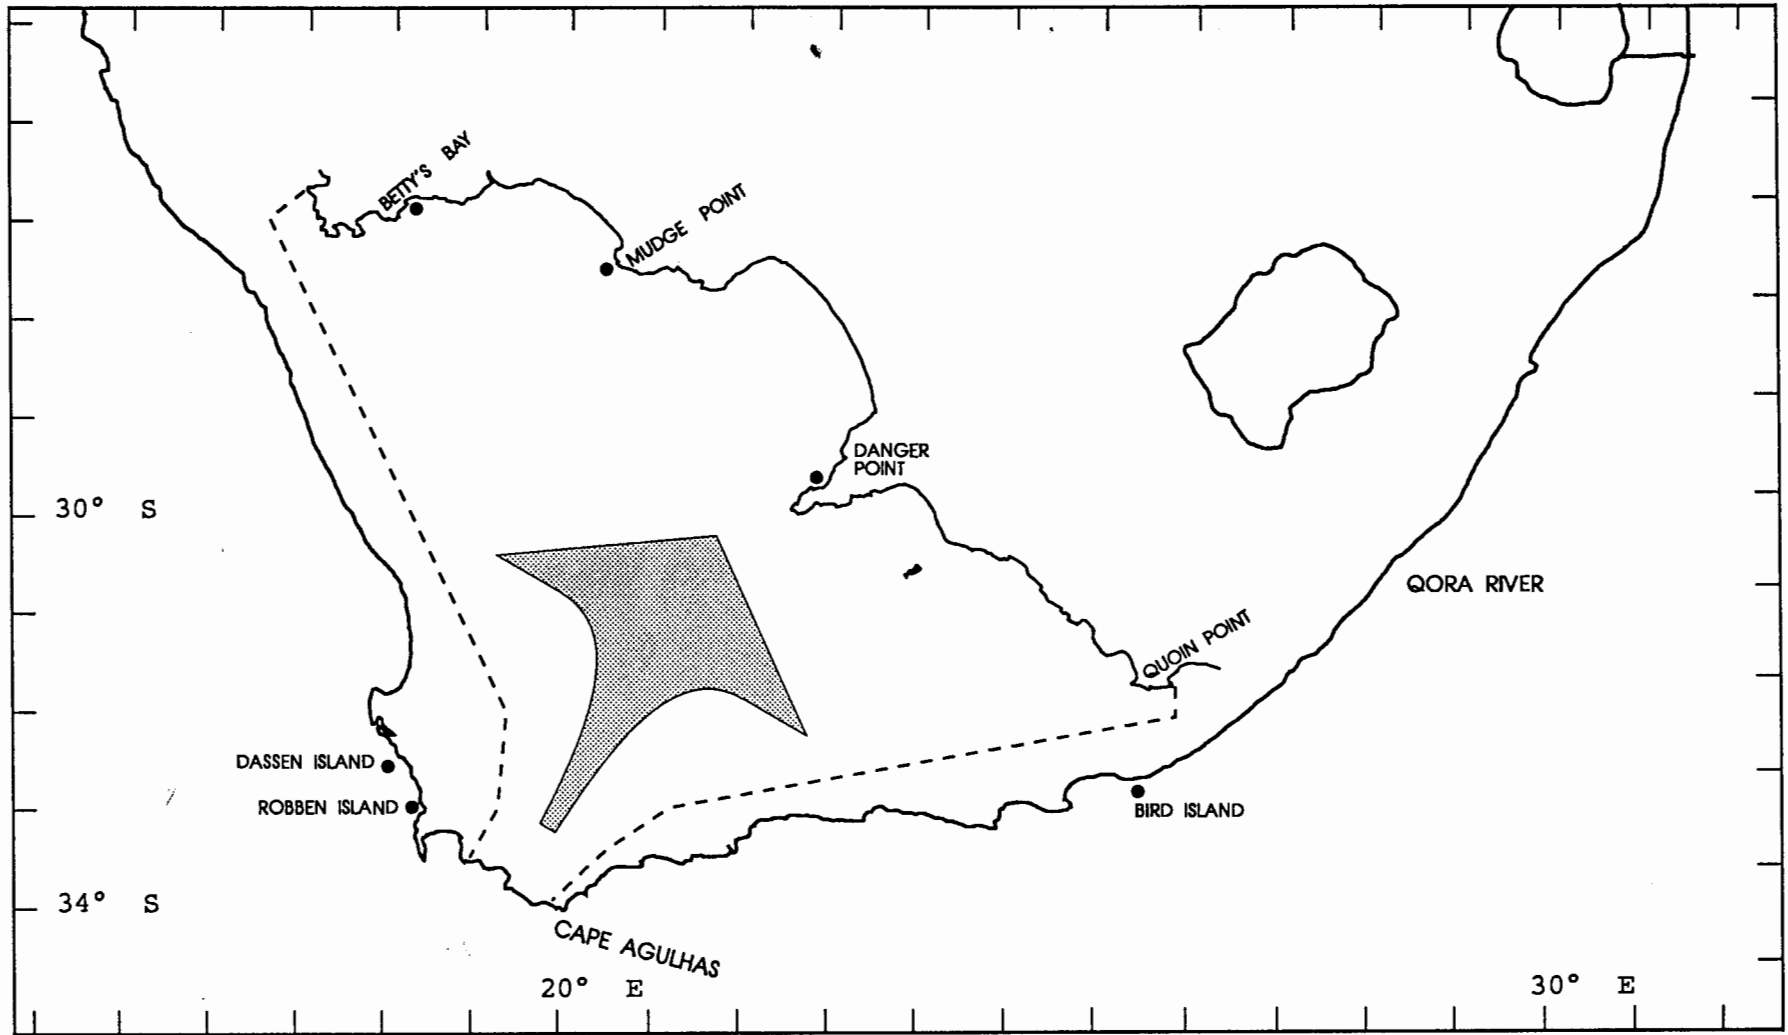 BETTY'S BAY
MUDGE POINT
DANGER
POINT
30° S
QORA RIVER
QUOIN POINT
DASSEN ISLAND
ROBBEN ISLAND
BIRD ISLAND
34° S
CAPE AGULHAS
20° E
30° E